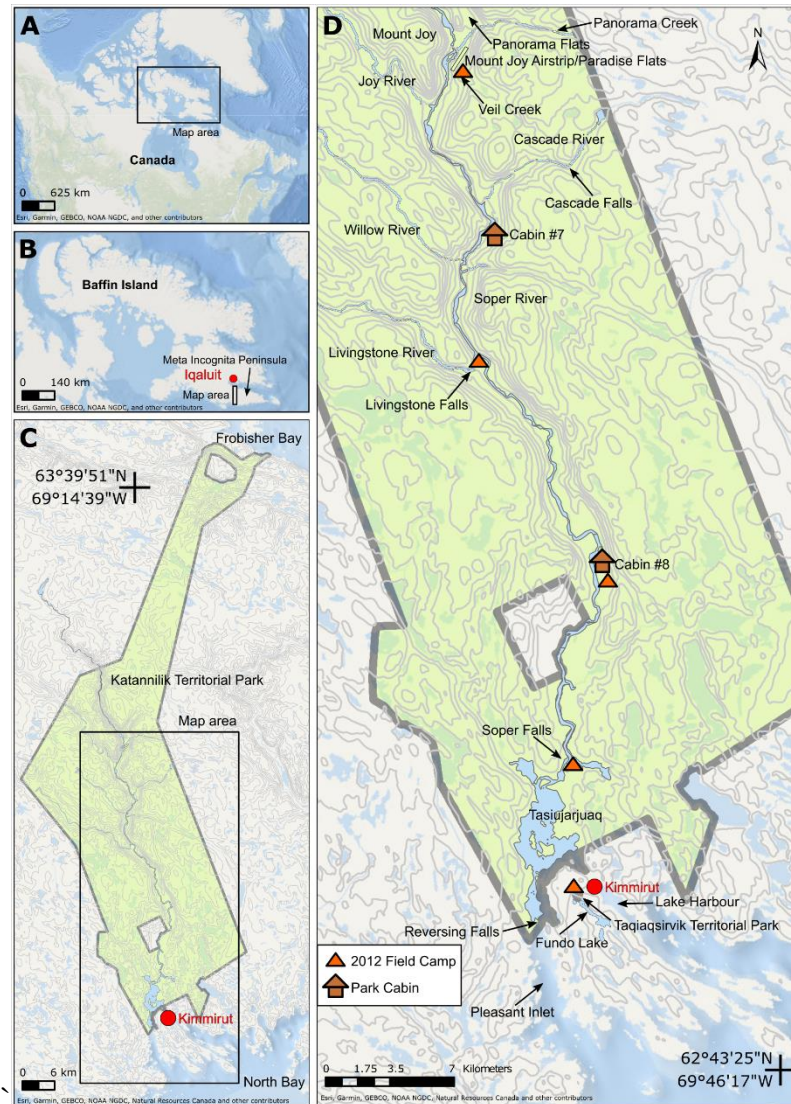 A
Map area
Canada
0 625 km
Esri, Garmin, GEBCO, NOAA NGDC, and other contributors
B
Baffin Island
Meta Incognita Peninsula
Iqaluit
Map area
0 140 km
Esri, Garmin, GEBCO, NOAA NGDC, and other contributors
C
Frobisher Bay
63°39'51"N
69°14'39"W
Katannilik Territorial Park
Map area
Kimmirut
0 6 km
North Bay
Esri, Garmin, GEBCO, NOAA NGDC, Natural Resources Canada and other contributors
D
Panorama Creek
Mount Joy
Panorama Flats
N
Mount Joy Airstrip/Paradise Flats
Joy River
Veil Creek
Cascade River
Cascade Falls
Willow River
Cabin #7
Soper River
Livingstone River
Livingstone Falls
Cabin #8
Soper Falls
Tasiujarjuaq
Kimmirut
Lake Harbour
Taqiaqsirvik Territorial Park
Reversing Falls
Fundo Lake
2012 Field Camp
Park Cabin
Pleasant Inlet
0 1.75 3.5 7 Kilometers
62°43'25"N
69°46'17"W
Esri, Garmin, GEBCO, NOAA NGDC, Natural Resources Canada and other contributors